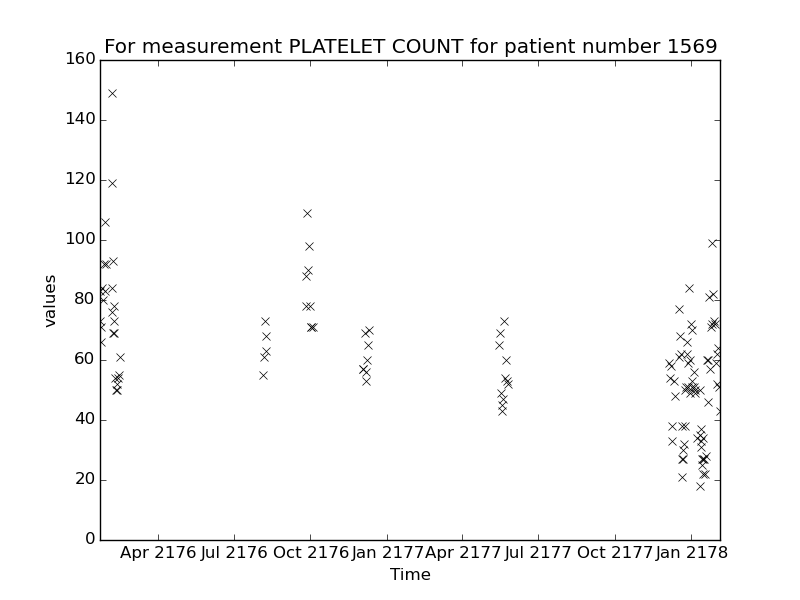 For measurement PLATELET COUNT for patient number 1569
160
140
120
100
80
60
40
20
0
values
Apr 2176 Jul 2176 Oct 2176 Jan 2177 Apr 2177 Jul 2177 Oct 2177 Jan 2178
Time